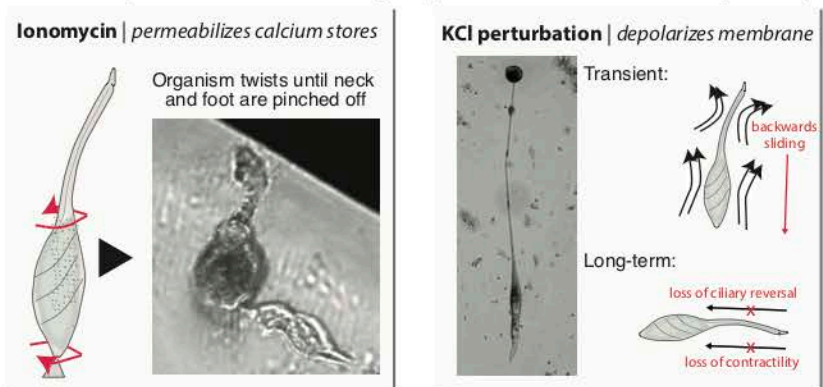 Ionomycin | permeabilizes calcium stores
Organism twists until neck
and foot are pinched off
KCl perturbation | depolarizes membrane
Transient:
backwards
sliding
Long-term:
loss of ciliary reversal
x
x
loss of contractility